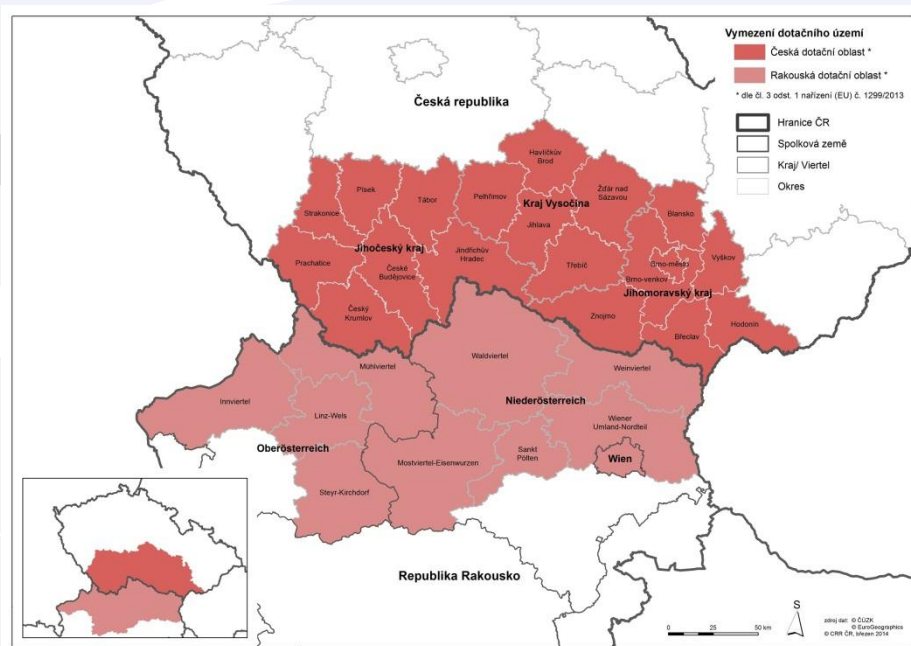 Vymezení dotačního území
Česká dotační oblast *
Rakouská dotační oblast *
* dle čl. 3 odst. 1 nařízení (EU) č. 1299/2013
Hranice ČR
Spolková země
Kraj/ Viertel
Okres
Česká republika
Havlíčkův
Brod
Písek
Tábor
Pelhřimov
Žďár nad
Sázavou
Kraj Vysočina
Strakonice
Blansko
Jihlava
Jihočeský kraj
Jindřichův
Hradec
Prachatice
České
Budějovice
Třebíč
Brno-město
Vyškov
Brno-venkov
Jihomoravský kraj
Český
Krumlov
Znojmo
Břeclav
Hodonín
Waldviertel
Mühlviertel
Weinviertel
Innviertel
Niederösterreich
Linz-Wels
Wiener
Umland-Nordteil
Oberösterreich
Sankt
Pölten
Wien
Mostviertel-Eisenwurzen
Steyr-Kirchdorf
Republika Rakousko
S
0 25 50 km
zdroj dat: © ČÚZK
© EuroGeographics
© CRR ČR, březen 2014